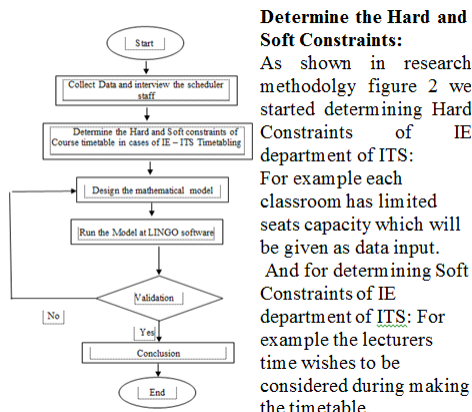 Start
Collect Data and interview the scheduler
staff
Determine the Hard and Soft constraints of
Course timetable in cases of IE – ITS Timetabling
Design the mathematical model
Run the Model at LINGO software
Validation
No
Yes
Conclusion
End
Determine the Hard and
Soft Constraints:
As shown in research
methodolgy figure 2 we
started determining Hard
Constraints of IE
department of ITS:
For example each
classroom has limited
seats capacity which will
be given as data input.
And for determining Soft
Constraints of IE
department of ITS: For
example the lecturers
time wishes to be
considered during making
the timetable